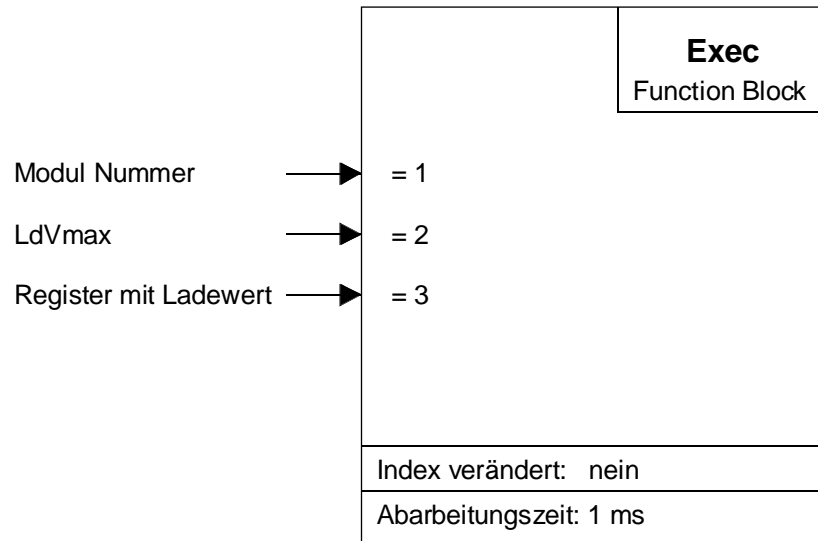 Exec
Function Block
Modul Nummer = 1
LdVmax = 2
Register mit Ladewert = 3
Index verändert: nein
Abarbeitungszeit: 1 ms